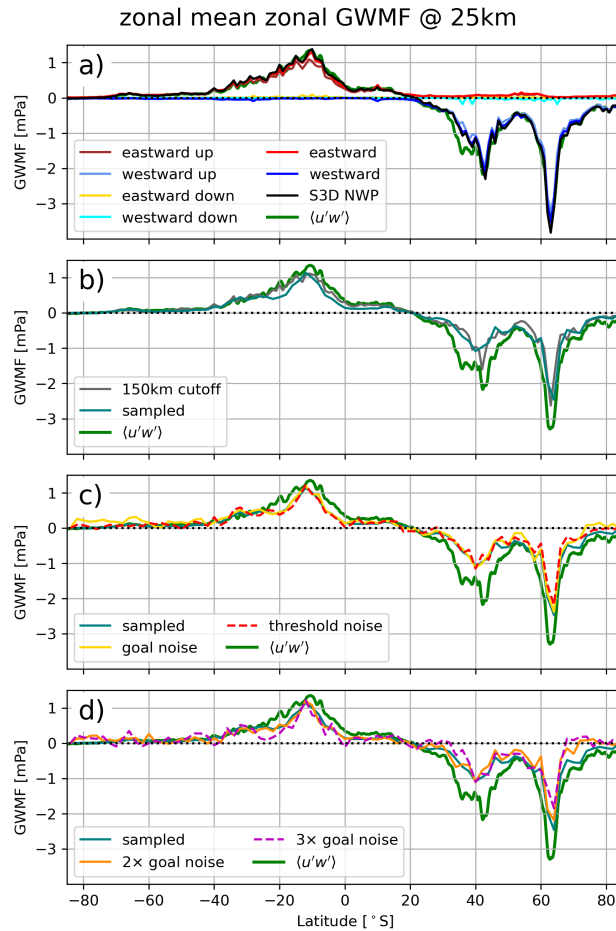 zonal mean zonal GWMF @ 25km
a)
1
0
−1
−2
−3
GWMF [mPa]
eastward up
westward up
eastward down
westward down
eastward
westward
S3D NWP
⟨u′w′⟩
b)
1
0
−1
−2
−3
GWMF [mPa]
150km cutoff
sampled
⟨u′w′⟩
c)
1
0
−1
−2
−3
GWMF [mPa]
sampled
goal noise
threshold noise
⟨u′w′⟩
d)
1
0
−1
−2
−3
GWMF [mPa]
sampled
2× goal noise
3× goal noise
⟨u′w′⟩
−80 −60 −40 −20 0 20 40 60 80
Latitude [°S]